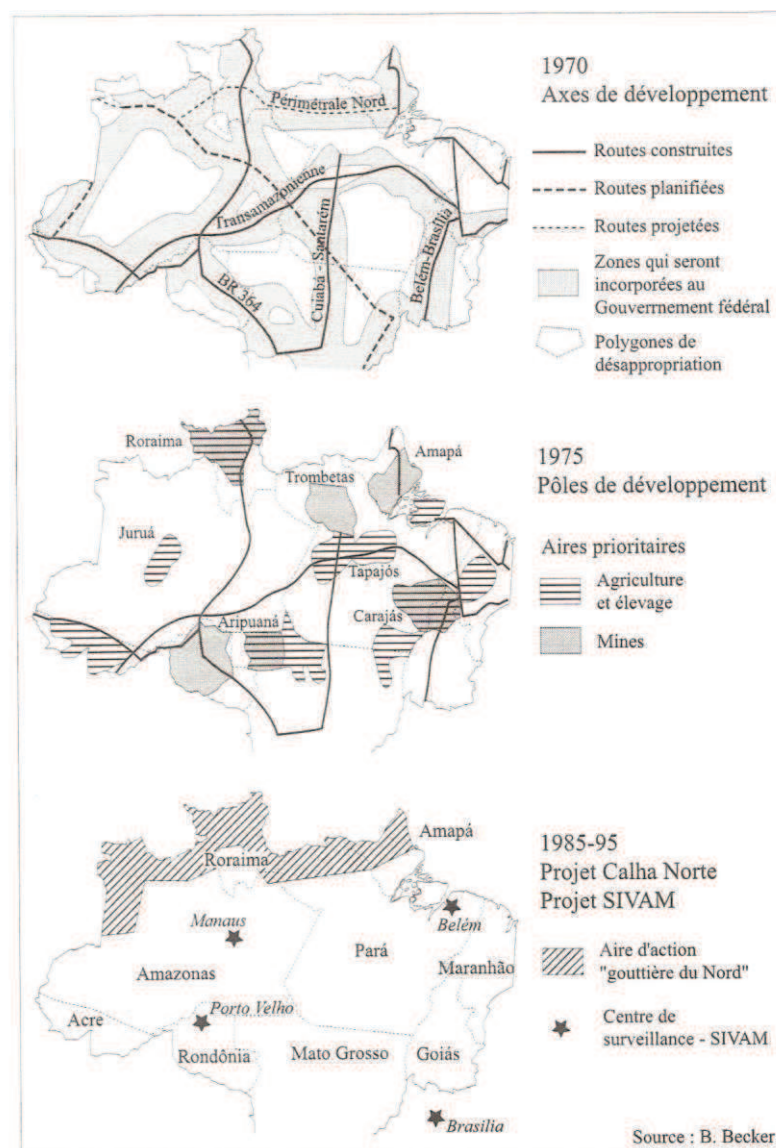 1970
Axes de développement
Routes construites
Routes planifiées
Routes projetées
Zones qui seront
incorporées au
Gouvernment fédéral
Polygones de
désappropriation
Périmétrale Nord
Transamazonienne
Cuiabá - Santarém
Belém-Brasília
BR 364
1975
Pôles de développement
Aires prioritaires
Agriculture
et élevage
Mines
Roraima
Amapá
Trombetas
Juruá
Tapajós
Aripuaná
Carajás
1985-95
Projet Calha Norte
Projet SIVAM
Aire d'action
"gouttière du Nord"
Centre de
surveillance - SIVAM
Amapá
Roraima
Manaus
Belém
Pará
Maranhão
Amazonas
Porto Velho
Acre
Rondônia
Mato Grosso
Goiás
Brasilia
Source : B. Becker